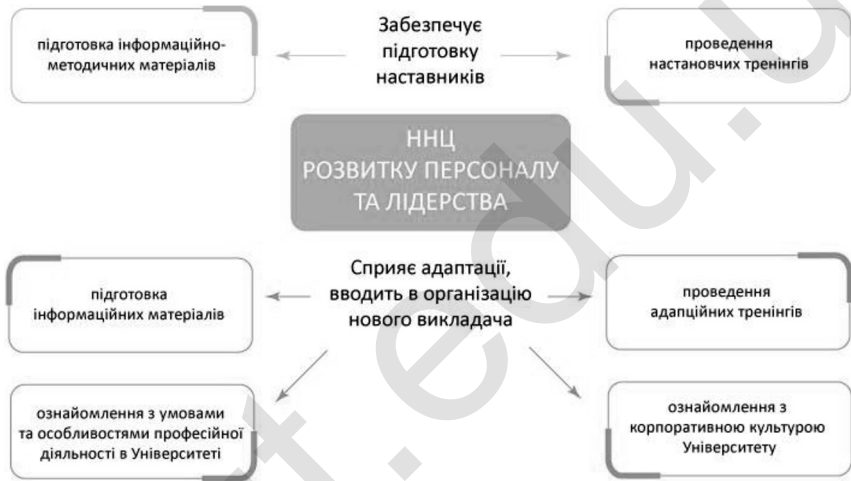 підготовка інформаційно-
методичних матеріалів
Забезпечує
підготовку
наставників
проведення
настановчих тренінгів
ННЦ
РОЗВИТКУ ПЕРСОНАЛУ
ТА ЛІДЕРСТВА
підготовка
інформаційних матеріалів
Сприяє адаптації,
вводить в організацію
нового викладача
проведення
адапційних тренінгів
ознайомлення з умовами
та особливостями професійної
діяльності в Університеті
ознайомлення з
корпоративною культурою
Університету